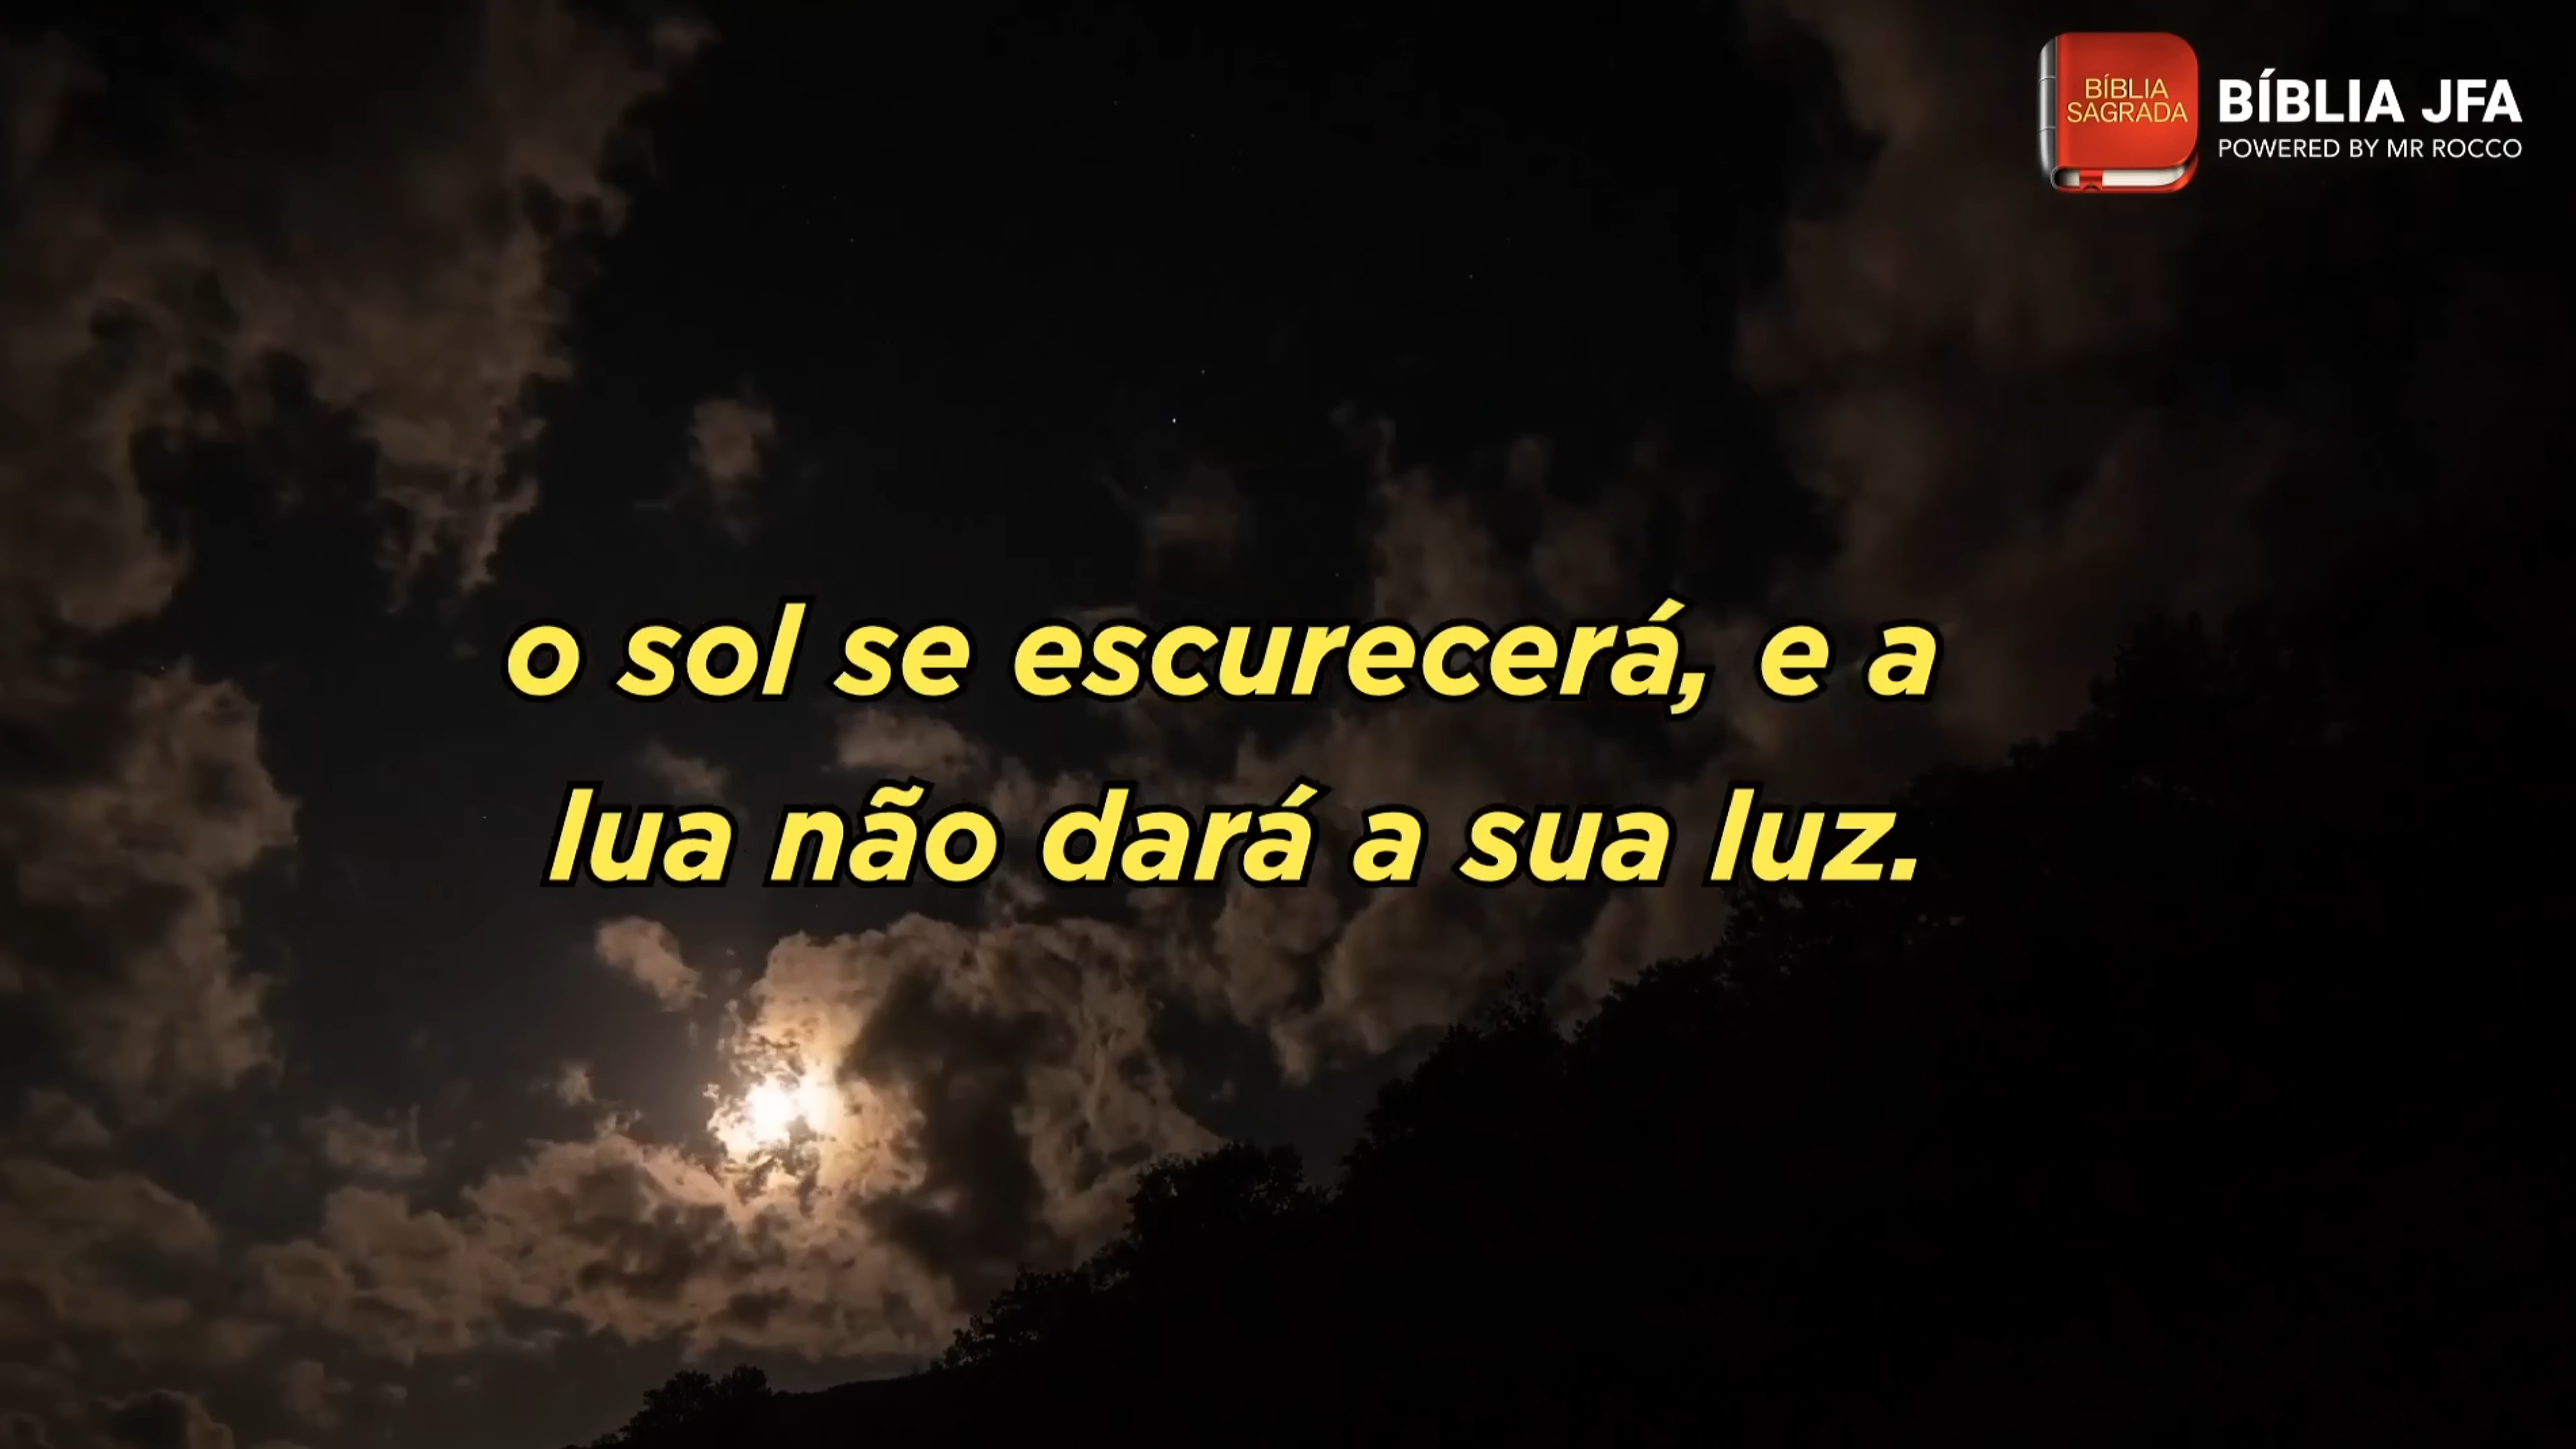 BÍBLIA
SAGRADA
BÍBLIA JFA
POWERED BY MR ROCCO
o sol se escurecerá, e a
lua não dará a sua luz.